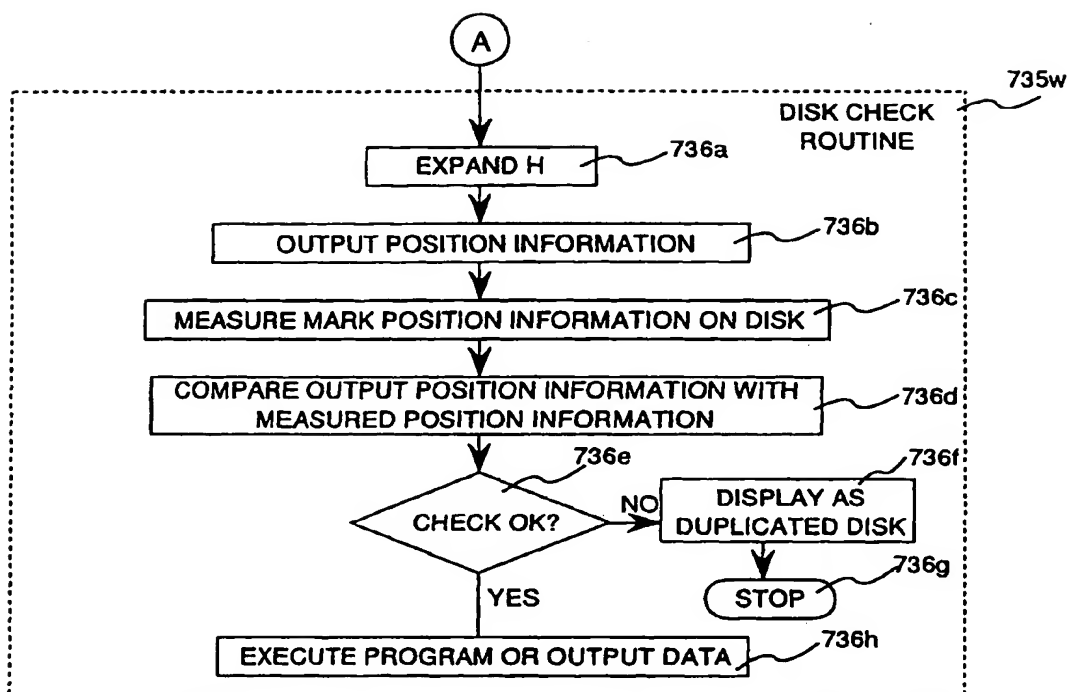 A
735w
DISK CHECK
ROUTINE
736a
EXPAND H
736b
OUTPUT POSITION INFORMATION
736c
MEASURE MARK POSITION INFORMATION ON DISK
COMPARE OUTPUT POSITION INFORMATION WITH
MEASURED POSITION INFORMATION
736d
736e
736f
CHECK OK?
NO
DISPLAY AS
DUPLICATED DISK
736g
STOP
YES
736h
EXECUTE PROGRAM OR OUTPUT DATA